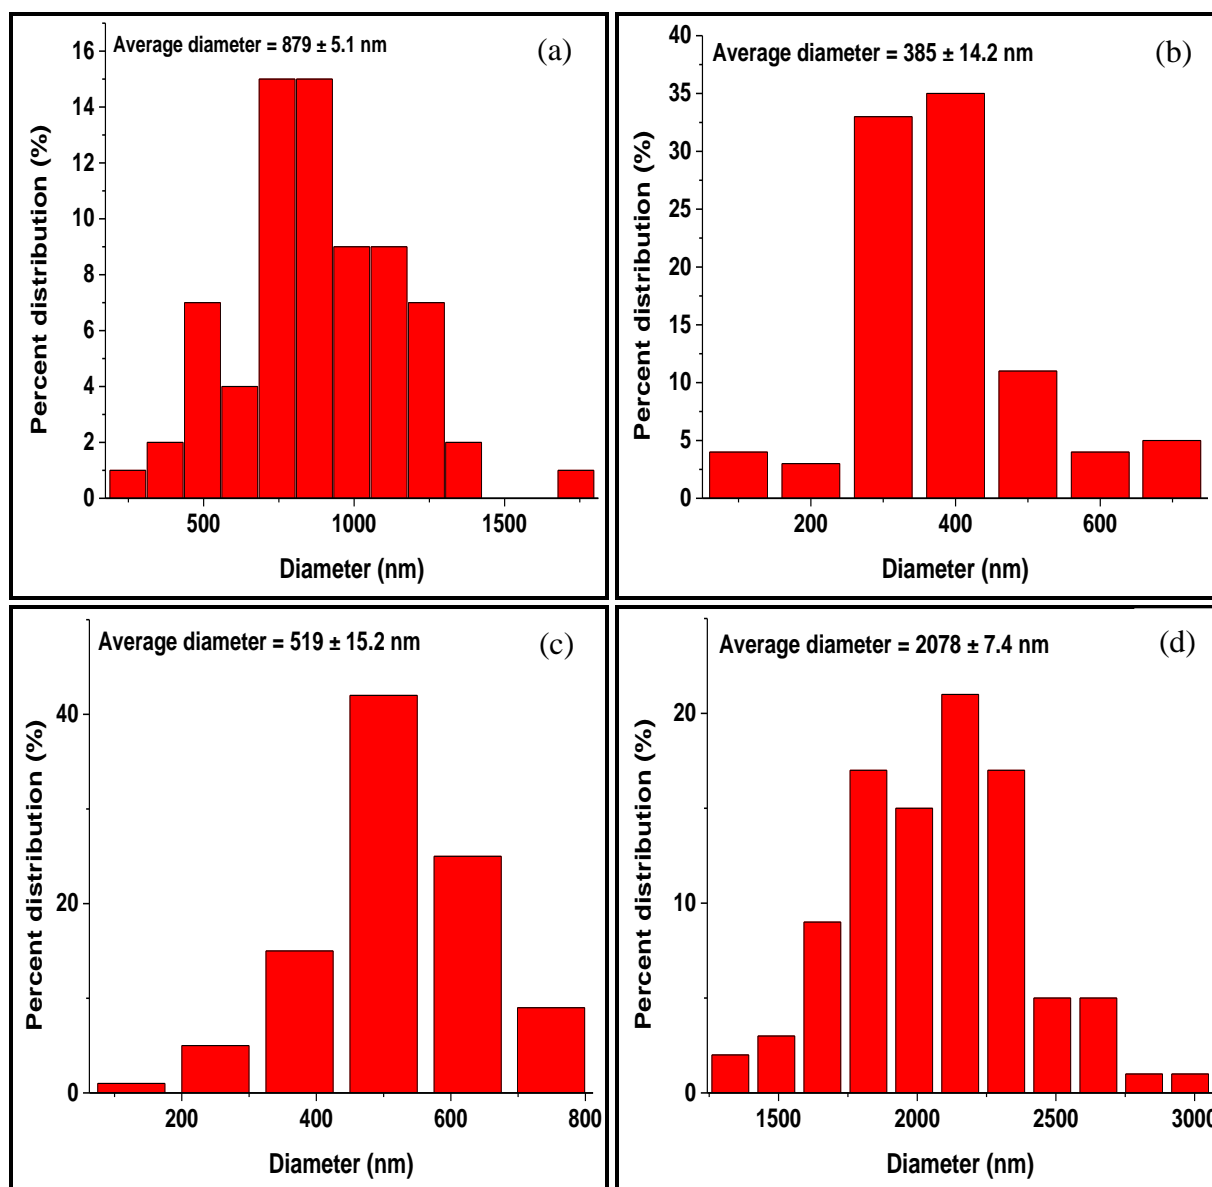 Average diameter = 879 ± 5.1 nm
(a)
Percent distribution (%)
16
14
12
10
8
6
4
2
0
500
1000
1500
Diameter (nm)
Average diameter = 385 ± 14.2 nm
(b)
Percent distribution (%)
40
35
30
25
20
15
10
5
0
200
400
600
Diameter (nm)
Average diameter = 519 ± 15.2 nm
(c)
Percent distribution (%)
40
20
0
200
400
600
800
Diameter (nm)
Average diameter = 2078 ± 7.4 nm
(d)
Percent distribution (%)
20
10
0
1500
2000
2500
3000
Diameter (nm)